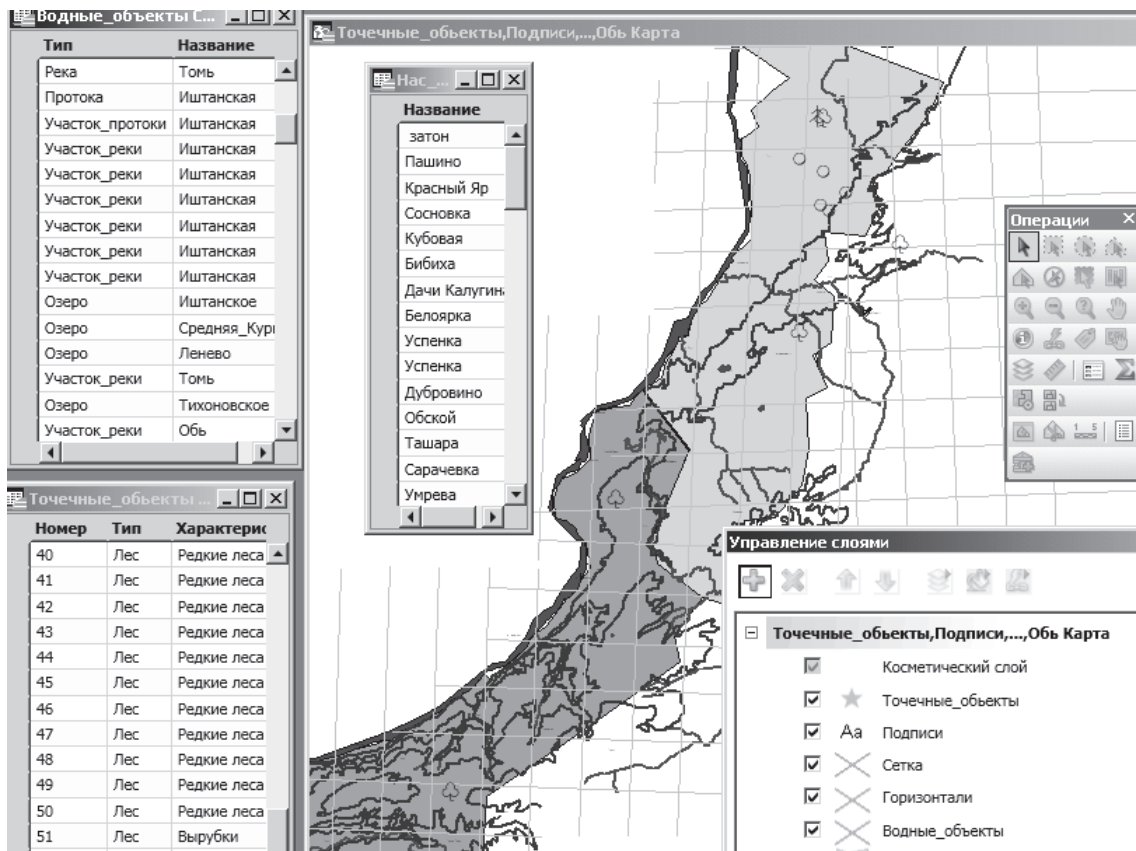 Водные_объекты С...
Тип Название
Река Томь
Протока Иштанская
Участок_протоки Иштанская
Участок_реки Иштанская
Участок_реки Иштанская
Участок_реки Иштанская
Участок_реки Иштанская
Участок_реки Иштанская
Участок_реки Иштанская
Озеро Иштанское
Озеро Средняя_Кур
Озеро Ленево
Участок_реки Томь
Озеро Тихоновское
Участок_реки Обь
Точечные_обьекты ...
Номер Тип Характерис
40 Лес Редкие леса
41 Лес Редкие леса
42 Лес Редкие леса
43 Лес Редкие леса
44 Лес Редкие леса
45 Лес Редкие леса
46 Лес Редкие леса
47 Лес Редкие леса
48 Лес Редкие леса
49 Лес Редкие леса
50 Лес Редкие леса
51 Лес Вырубки
Точечные_обьекты,Подписи,...,Обь Карта
Нас_...
Название
затон
Пашино
Красный Яр
Сосновка
Кубовая
Бибиха
Дачи Калугин
Белоярка
Успенка
Успенка
Дубровино
Обской
Ташара
Сарачевка
Умрева
Операции
1 5
Управление слоями
Точечные_обьекты,Подписи,...,Обь Карта
Косметический слой
Точечные_обьекты
Aa Подписи
Сетка
Горизонтали
Водные_объекты